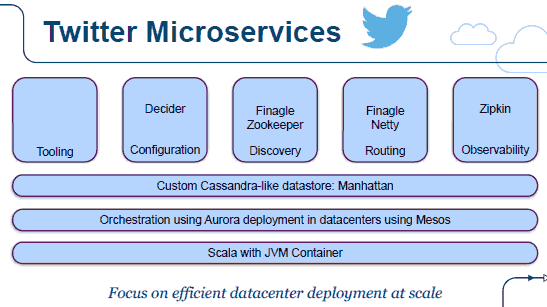 Twitter Microservices
Tooling
Decider
Configuration
Finagle
Zookeeper
Discovery
Finagle
Netty
Routing
Zipkin
Observability
Custom Cassandra-like datastore: Manhattan
Orchestration using Aurora deployment in datacenters using Mesos
Scala with JVM Container
Focus on efficient datacenter deployment at scale